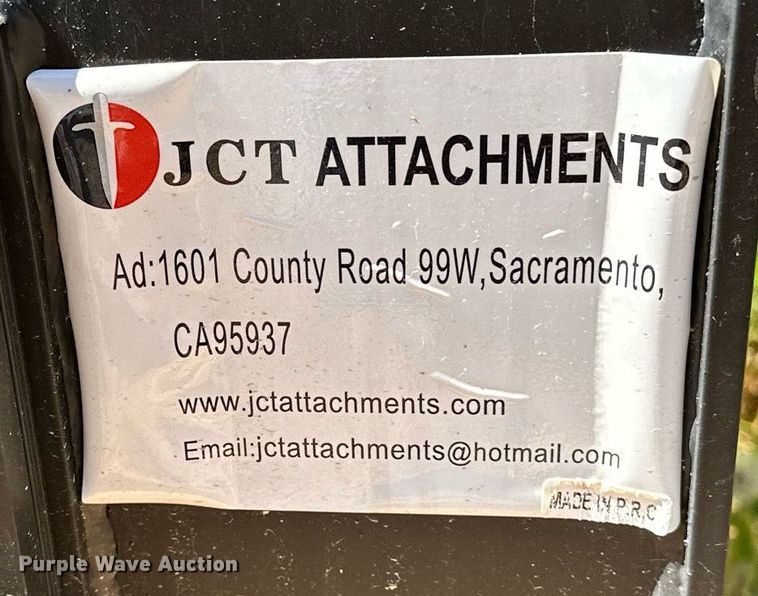 JCT ATTACHMENTS
Ad:1601 County Road 99W,Sacramento,
CA95937
www.jctattachments.com
Email:jctattachments@hotmail.com
MADE IN P.R.C
Purple Wave Auction